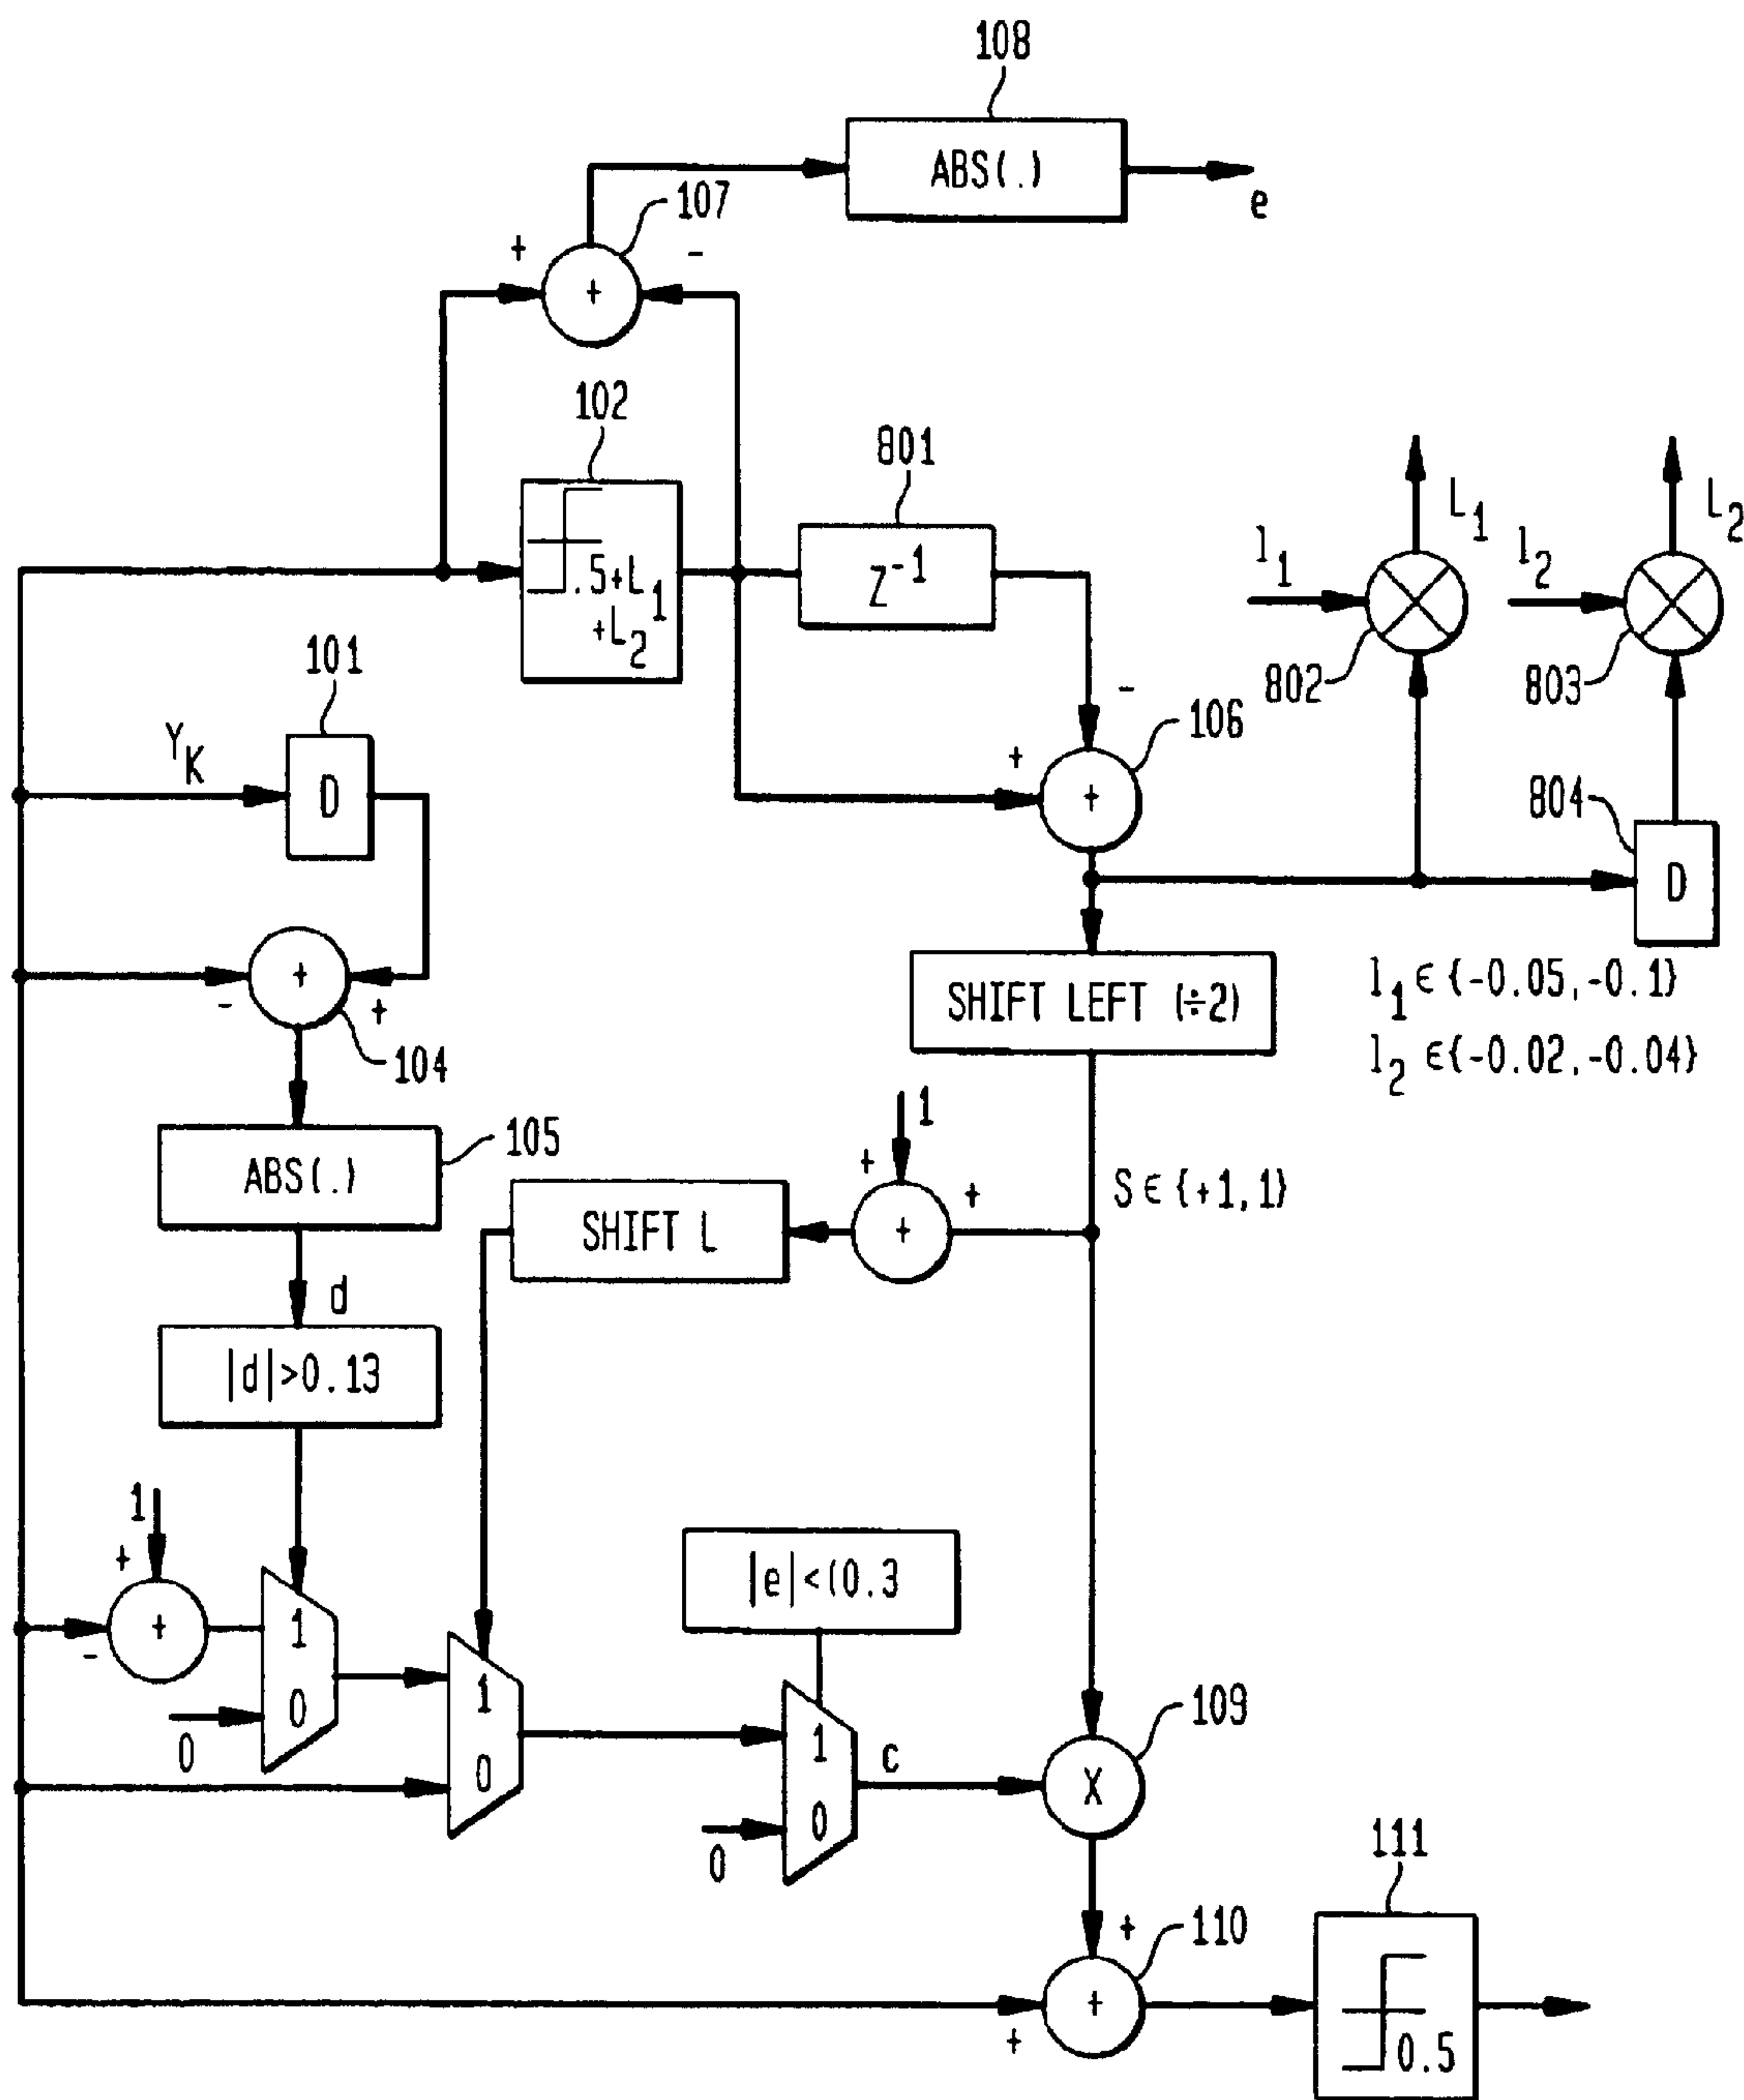 108
ABS(.)
e
107
+
-
+
102
.5+L1
+L2
801
Z-1
-
+
106
+
l1
L1
802
l2
L2
803
804
D
YK
101
D
+
-
+
104
SHIFT LEFT (÷2)
l1 ∈ {-0.05,-0.1}
l2 ∈{-0.02,-0.04}
105
ABS(.)
1
+
+
+
SHIFT L
S ∈ {+1,1}
d
|d|>0.13
1
+
+
-
1
0
0
1
0
|e|<(0.3
1
0
0
c
109
X
+
110
+
+
111
0.5